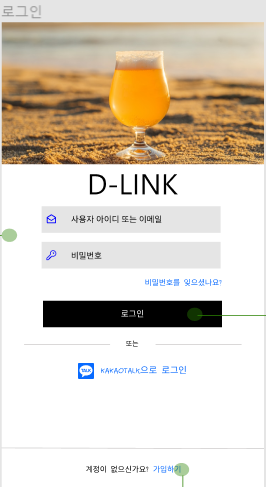 로그인
D-LINK
사용자 아이디 또는 이메일
비밀번호
비밀번호를 잊으셨나요?
로그인
또는
TALK KAKAOTALK으로 로그인
계정이 없으신가요? 가입하기